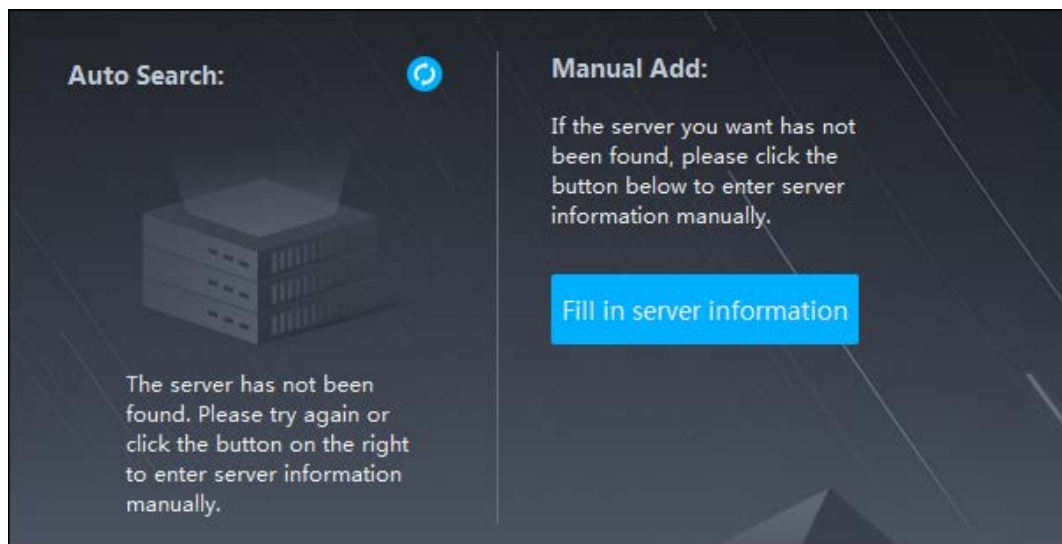 Auto Search:
The server has not been
found. Please try again or
click the button on the right
to enter server information
manually.
Manual Add:
If the server you want has not
been found, please click the
button below to enter server
information manually.
Fill in server information